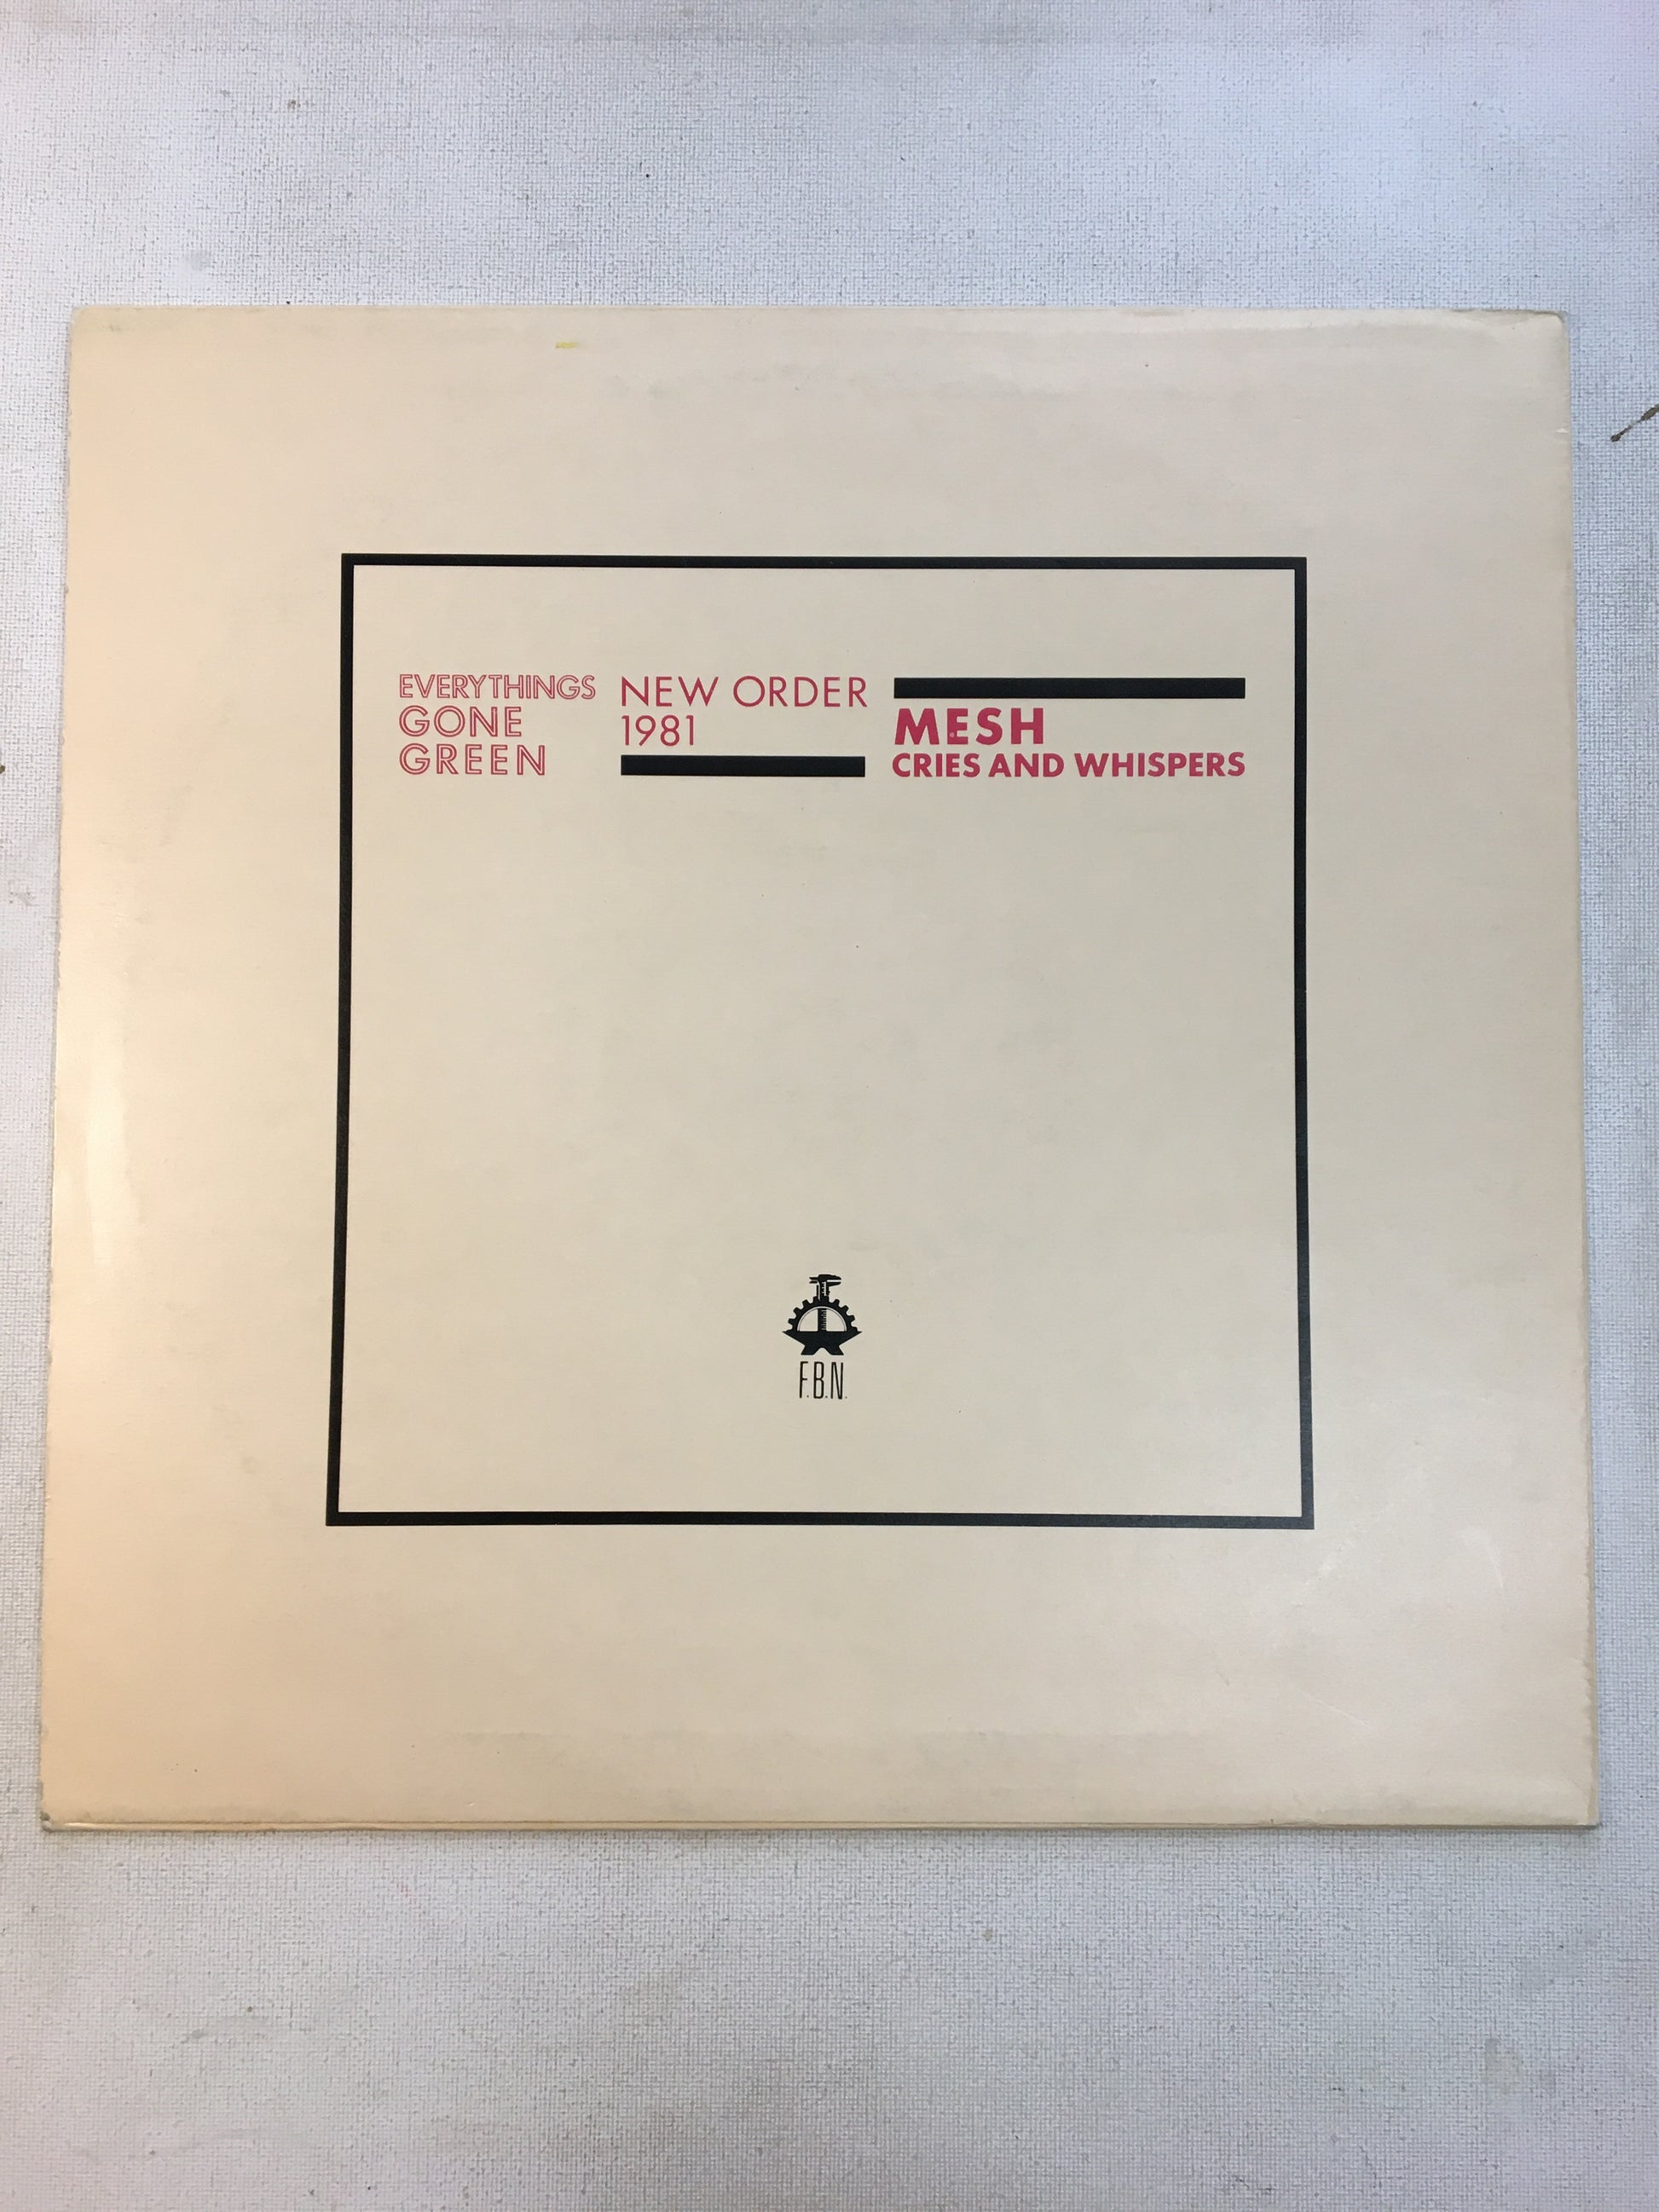 EVERYTHINGS
GONE
GREEN
NEW ORDER
1981
MESH
CRIES AND WHISPERS
F.B.N.